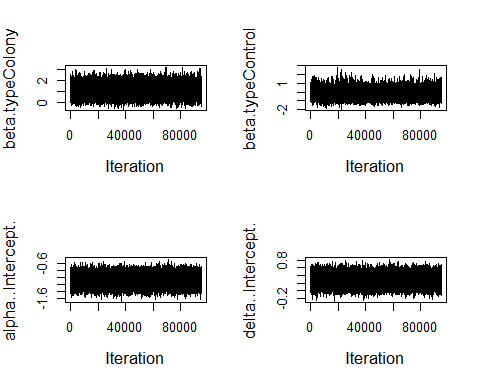 beta.typeColony
2
0
0 40000 80000
Iteration
beta.typeControl
1
-2
0 40000 80000
Iteration
alpha..Intercept.
-0.6
-1.6
0 40000 80000
Iteration
delta..Intercept.
0.8
-0.2
0 40000 80000
Iteration